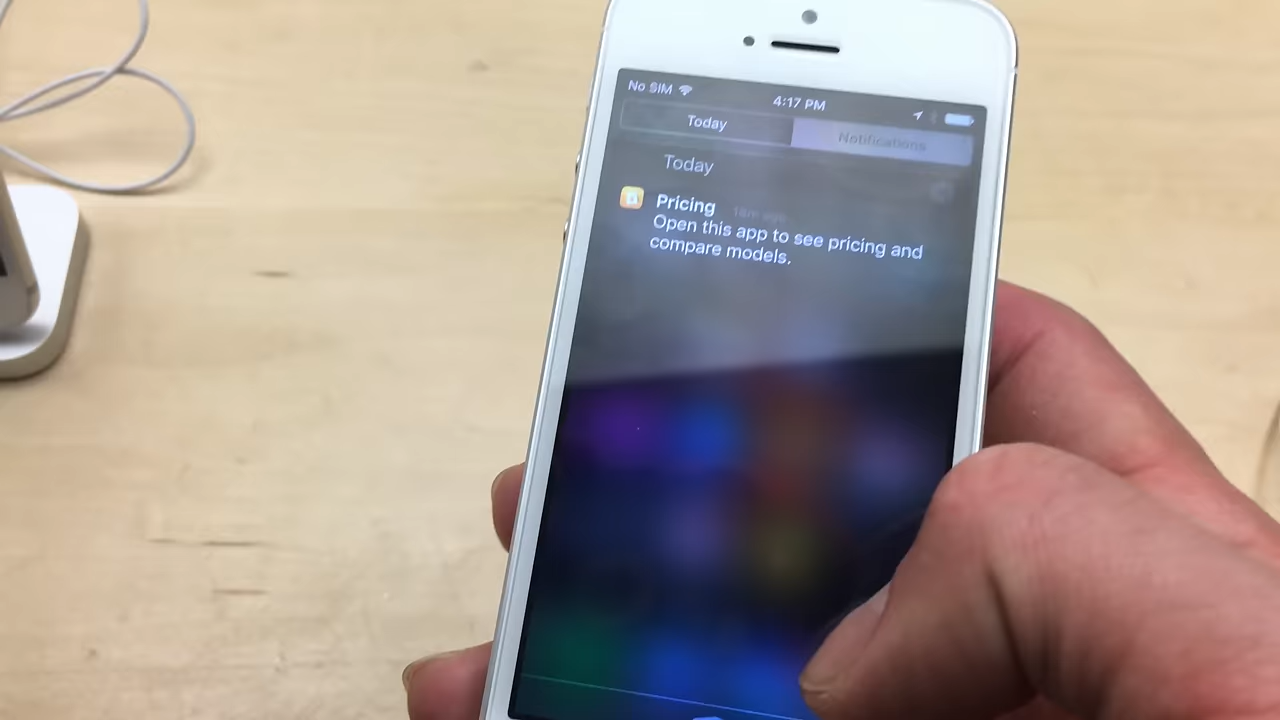 No SIM
4:17 PM
Today
Notifications
Today
Pricing
Open this app to see pricing and
compare models.